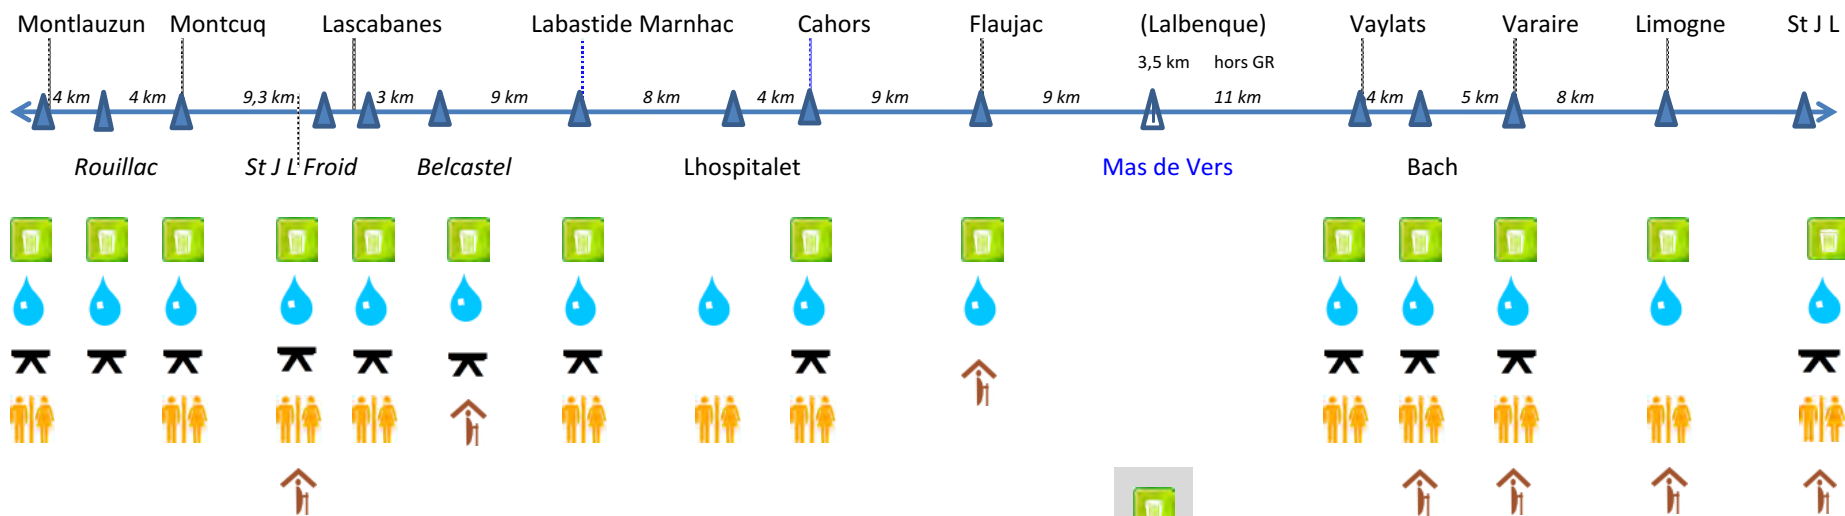 Montlauzun Montcuq Lascabanes Labastide Marnhac Cahors Flaujac (Lalbenque) Vaylats Varaire Limogne St J L
3,5 km hors GR
4 km 4 km 9,3 km 3 km 9 km 8 km 4 km 9 km 9 km 11 km 4 km 5 km 8 km
Rouillac St J L Froid Belcastel Lhospitalet Mas de Vers Bach